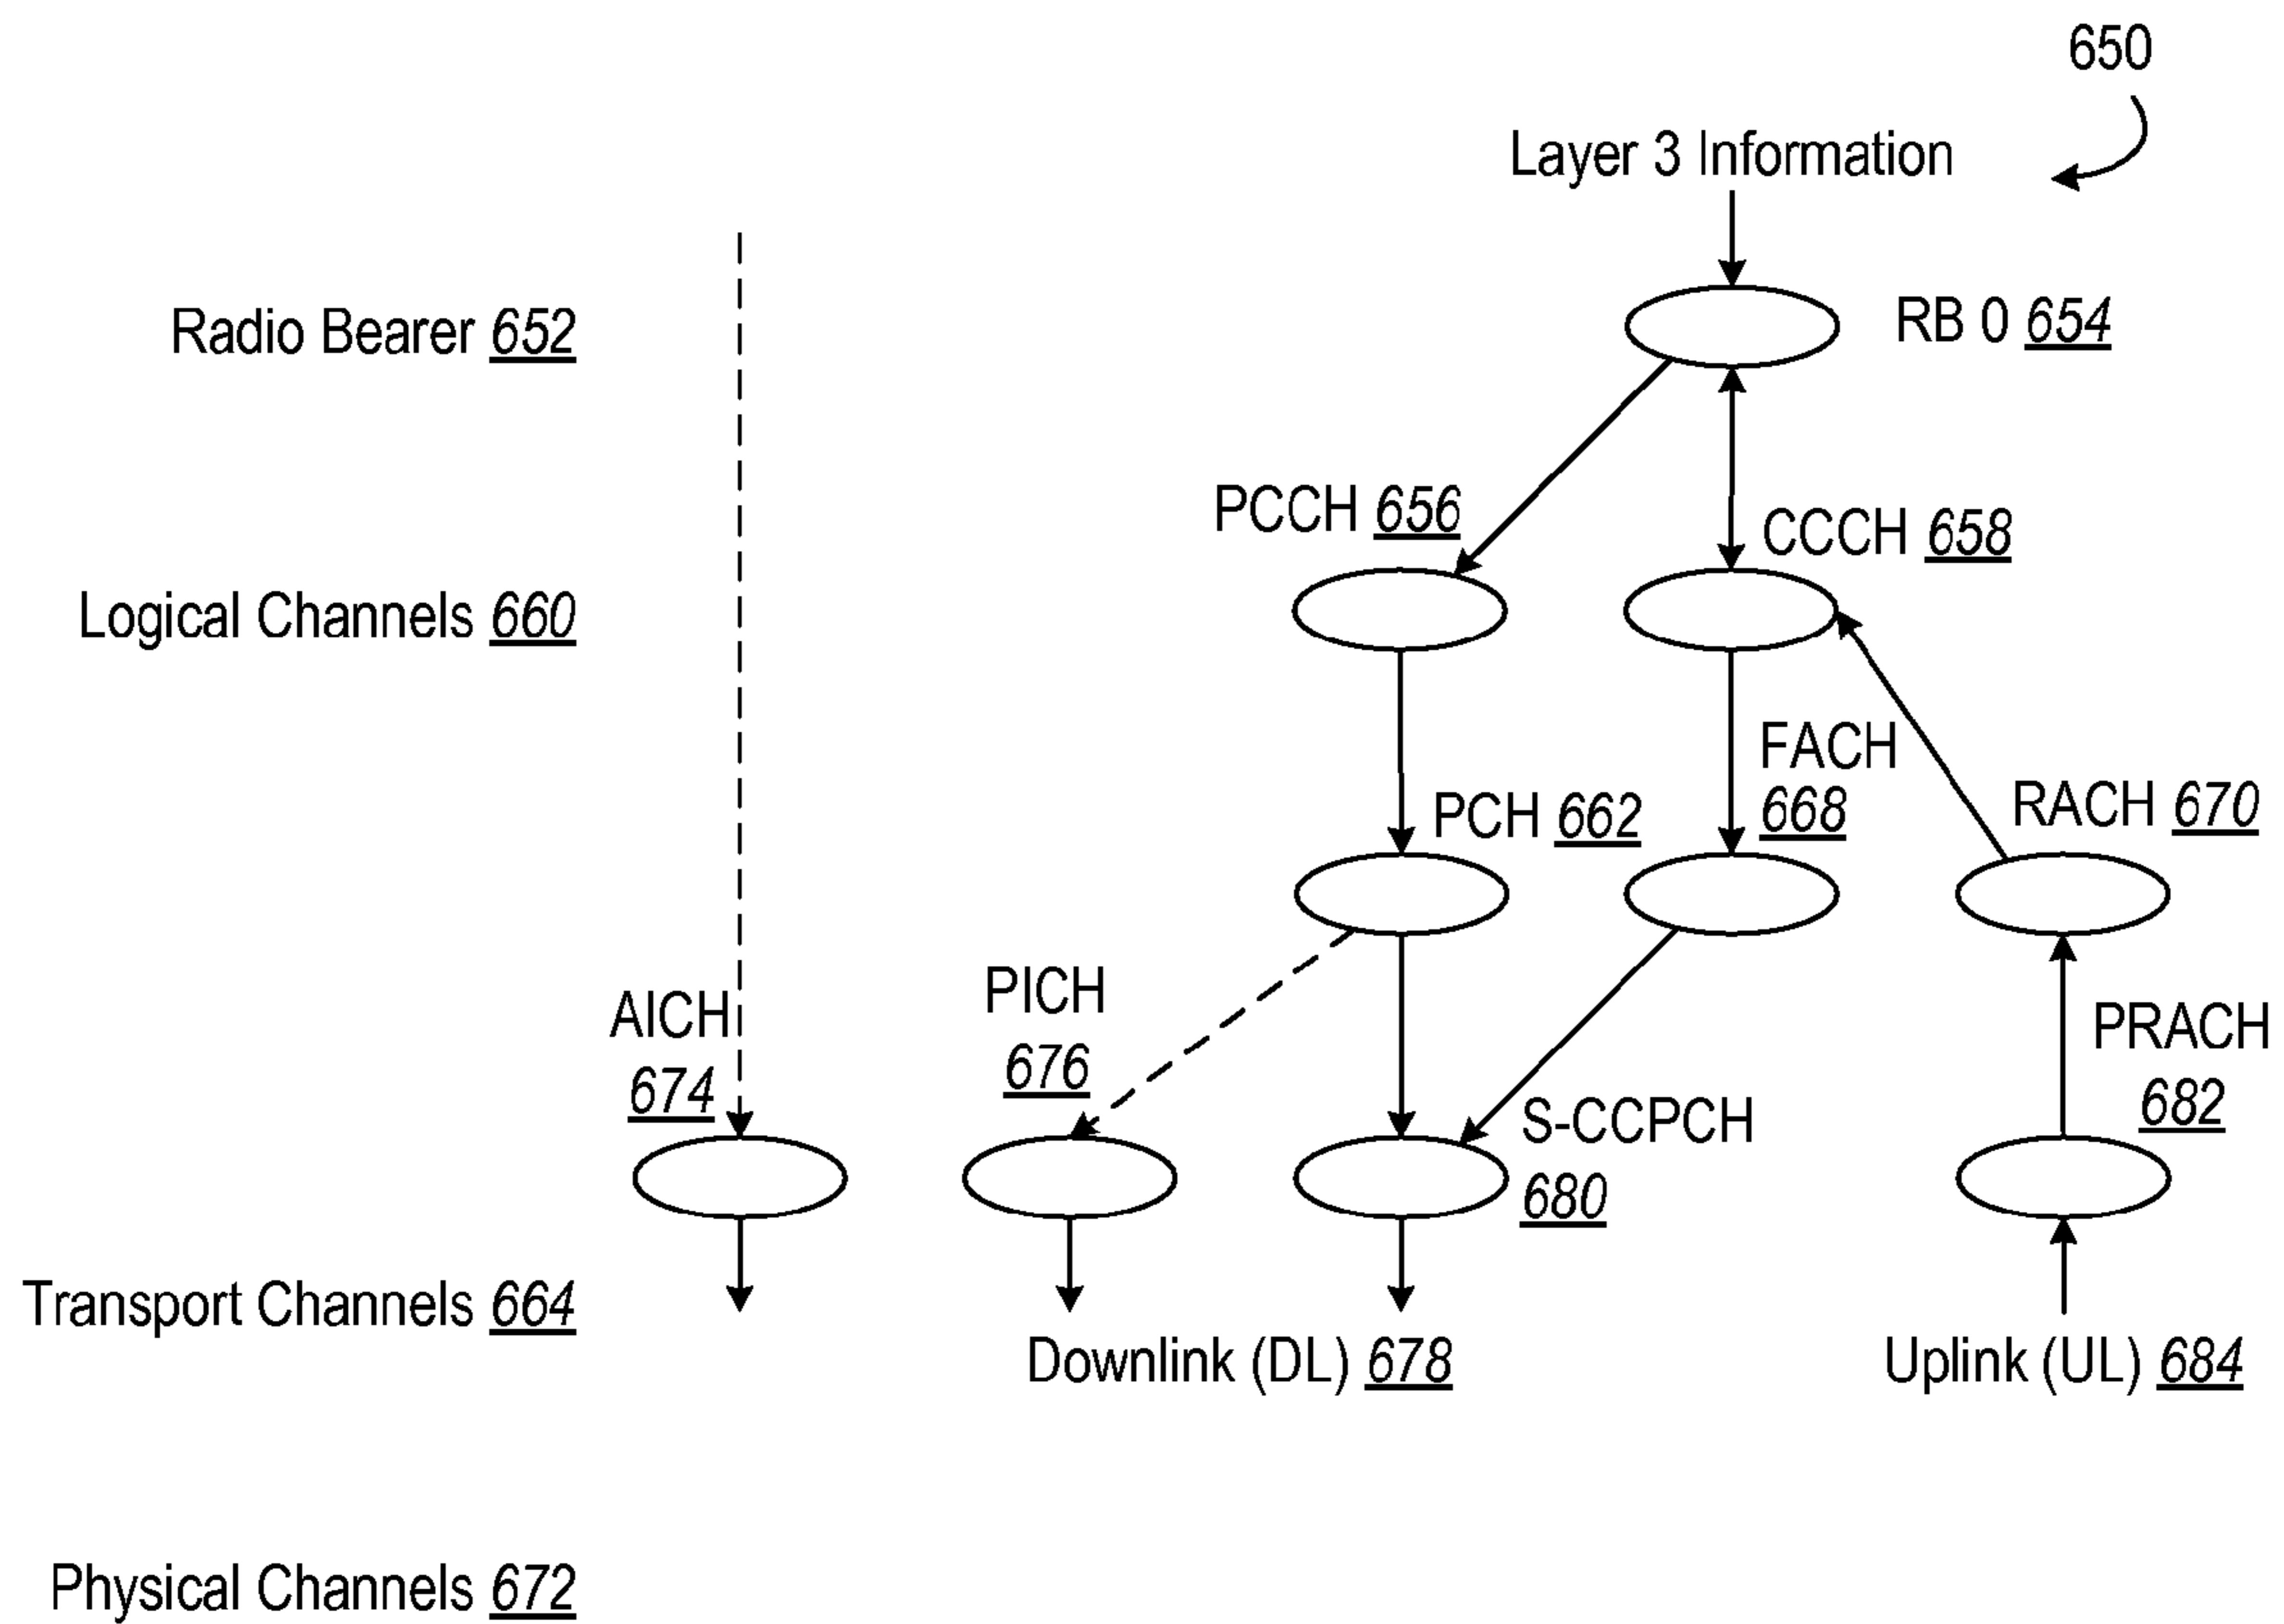 650
Layer 3 Information
Radio Bearer 652
RB 0 654
PCCH 656
CCCH 658
Logical Channels 660
FACH
668
PCH 662
RACH 670
AICH
674
PICH
676
S-CCPCH
680
PRACH
682
Transport Channels 664
Downlink (DL) 678
Uplink (UL) 684
Physical Channels 672